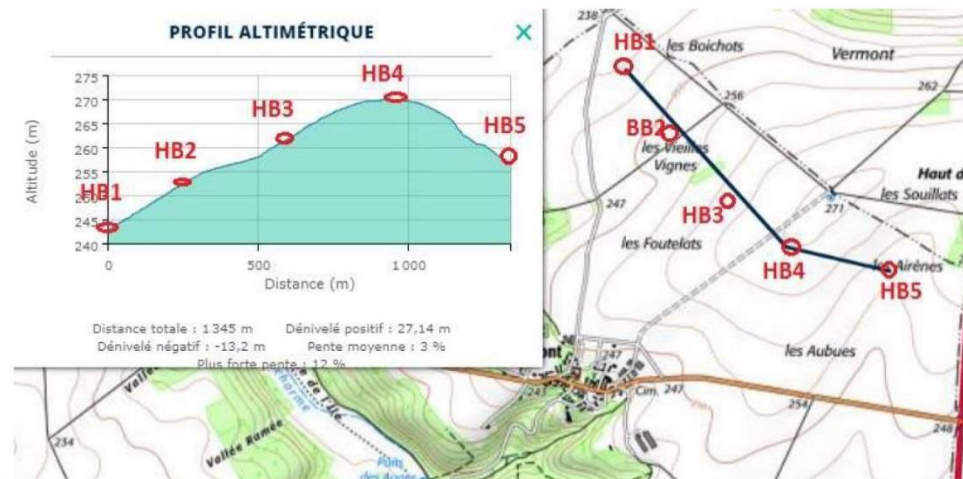 PROFIL ALTIMÉTRIQUE
×
275
270
265
260
255
250
245
240
Altitude (m)
HB1
HB2
HB3
HB4
HB5
0
500
1 000
Distance (m)
Distance totale : 1 345 m
Dénivelé positif : 27,14 m
Dénivelé négatif : -13,2 m
Pente moyenne : 3 %
Plus forte pente : 12 %
238
HB1
les Boichots
Vermont
262
256
BB2
les Vieilles
Vignes
247
HB3
Haut d
les Souillats
271
les Foutelats
HB4
les Airènes
HB5
les Aubues
ont
247
243
Cim.
247
254
248
234
Vallée Ramée
Charme